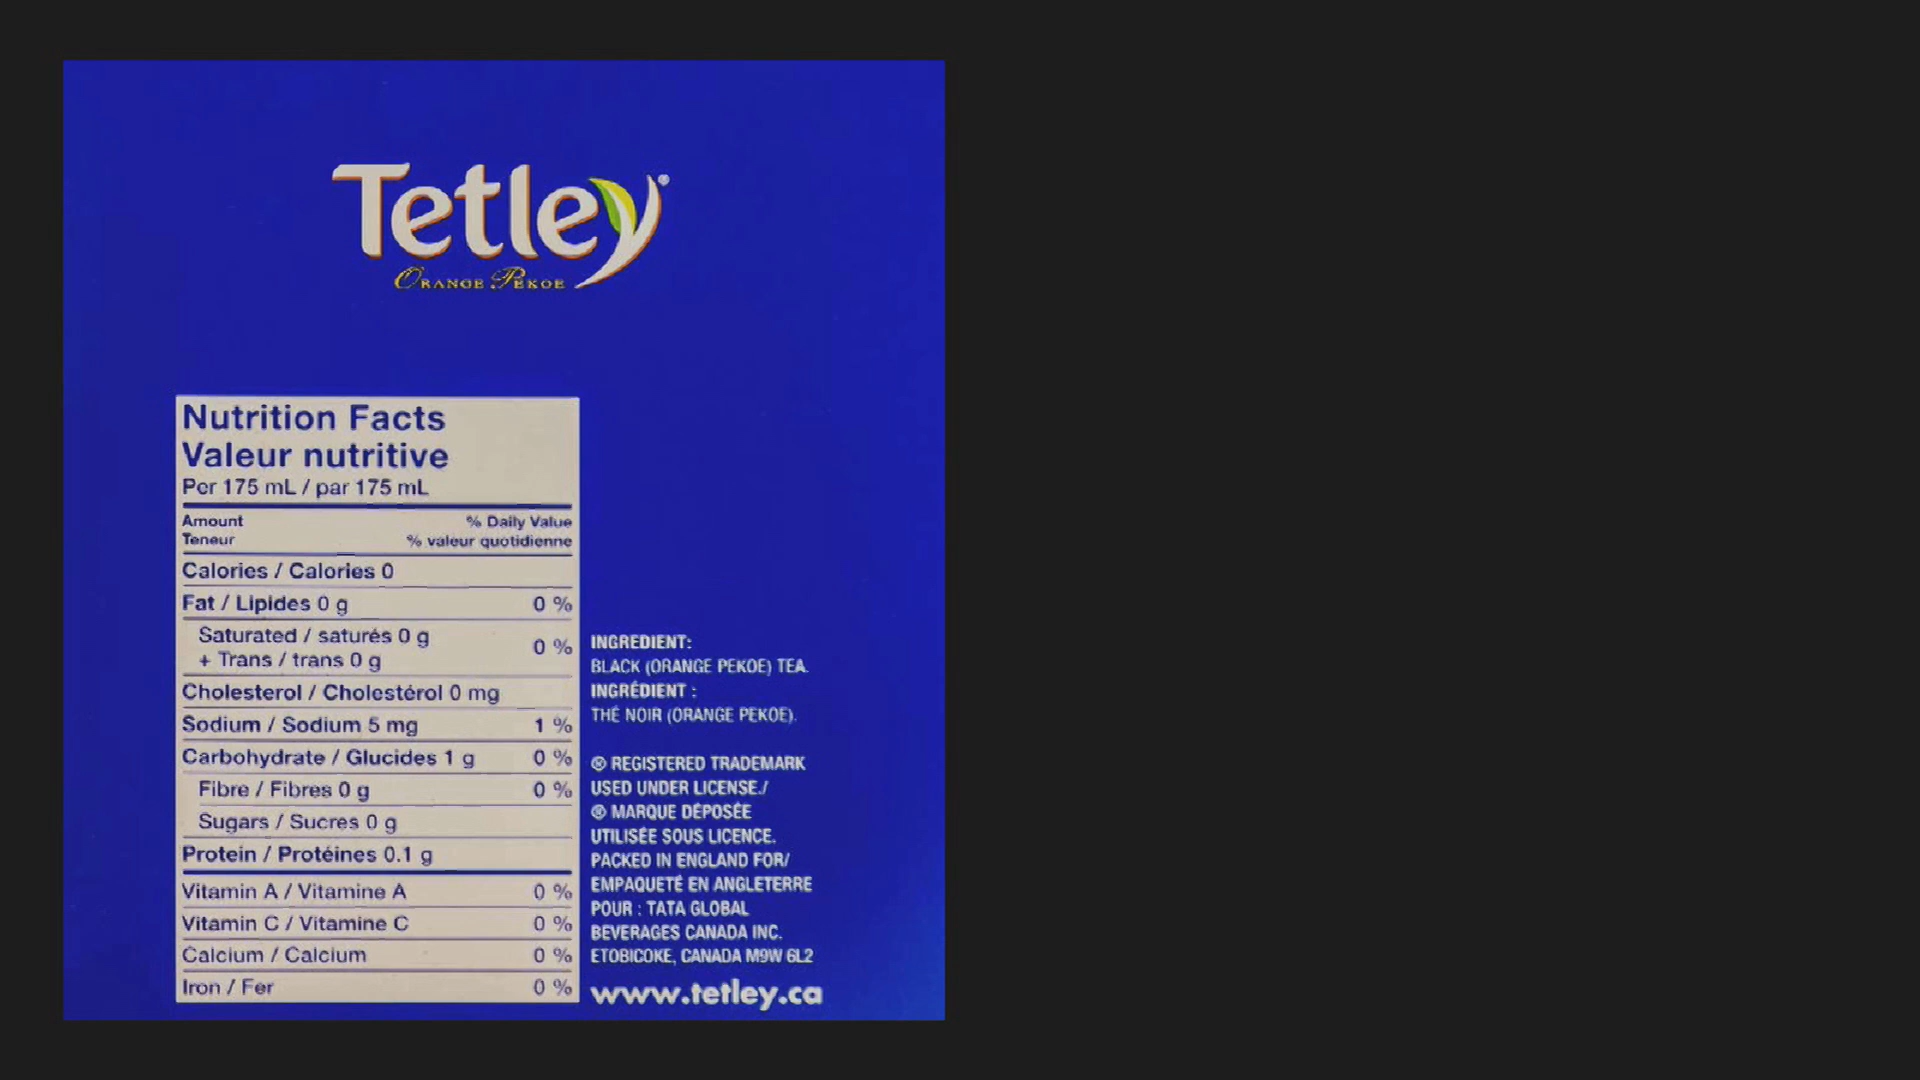 Tetley®
ORANGE PEKOE
Nutrition Facts
Valeur nutritive
Per 175 mL / par 175 mL
Amount % Daily Value
Teneur % valeur quotidienne
Calories / Calories 0
Fat / Lipides 0 g 0 %
Saturated / saturés 0 g
+ Trans / trans 0 g 0 %
Cholesterol / Cholestérol 0 mg
Sodium / Sodium 5 mg 1 %
Carbohydrate / Glucides 1 g 0 %
Fibre / Fibres 0 g 0 %
Sugars / Sucres 0 g
Protein / Protéines 0.1 g
Vitamin A / Vitamine A 0 %
Vitamin C / Vitamine C 0 %
Calcium / Calcium 0 %
Iron / Fer 0 %
INGREDIENT:
BLACK (ORANGE PEKOE) TEA.
INGRÉDIENT :
THÉ NOIR (ORANGE PEKOE).
® REGISTERED TRADEMARK
USED UNDER LICENSE./
® MARQUE DÉPOSÉE
UTILISÉE SOUS LICENCE.
PACKED IN ENGLAND FOR/
EMPAQUETÉ EN ANGLETERRE
POUR : TATA GLOBAL
BEVERAGES CANADA INC.
ETOBICOKE, CANADA M9W 6L2
www.tetley.ca